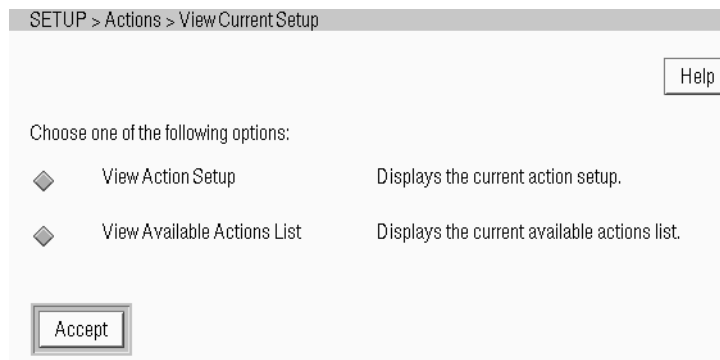 SETUP > Actions > View Current Setup
Help
Choose one of the following options:
View Action Setup Displays the current action setup.
View Available Actions List Displays the current available actions list.
Accept